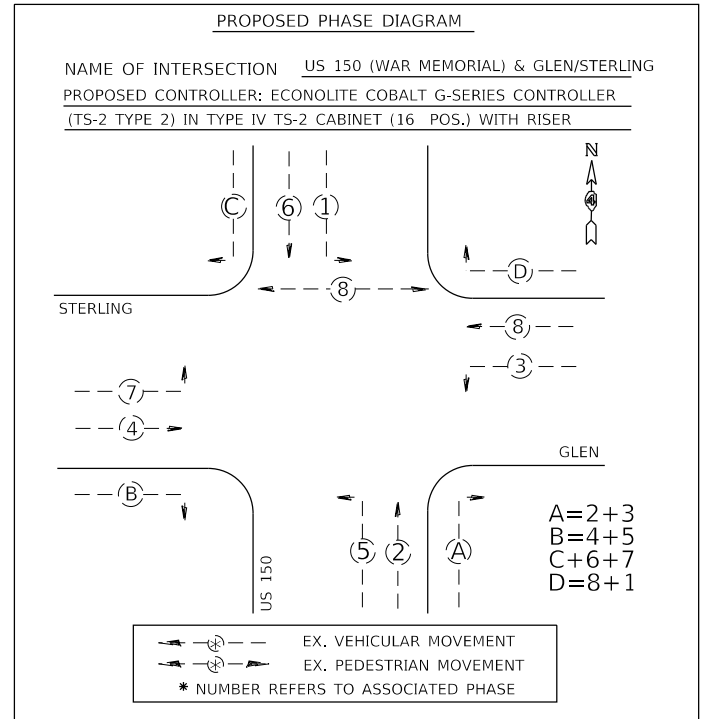 PROPOSED PHASE DIAGRAM
NAME OF INTERSECTION US 150 (WAR MEMORIAL) & GLEN/STERLING
PROPOSED CONTROLLER: ECONOLITE COBALT G-SERIES CONTROLLER
(TS-2 TYPE 2) IN TYPE IV TS-2 CABINET (16 POS.) WITH RISER
N
4
C 6 1
D
8
STERLING
8
7
3
4
GLEN
B
5 2 A
A=2+3
B=4+5
C+6+7
D=8+1
US 150
* EX. VEHICULAR MOVEMENT
* EX. PEDESTRIAN MOVEMENT
* NUMBER REFERS TO ASSOCIATED PHASE